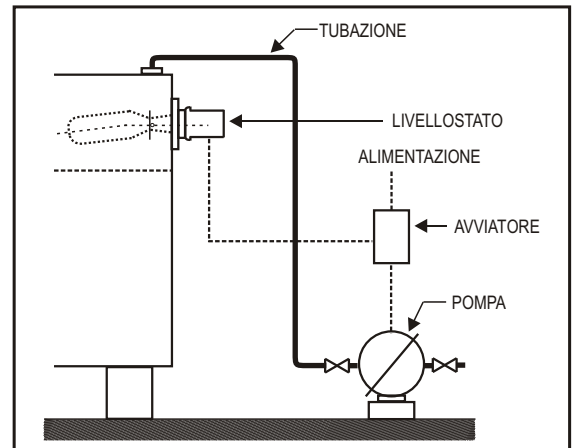 TUBAZIONE
LIVELLOSTATO
ALIMENTAZIONE
AVVIATORE
POMPA